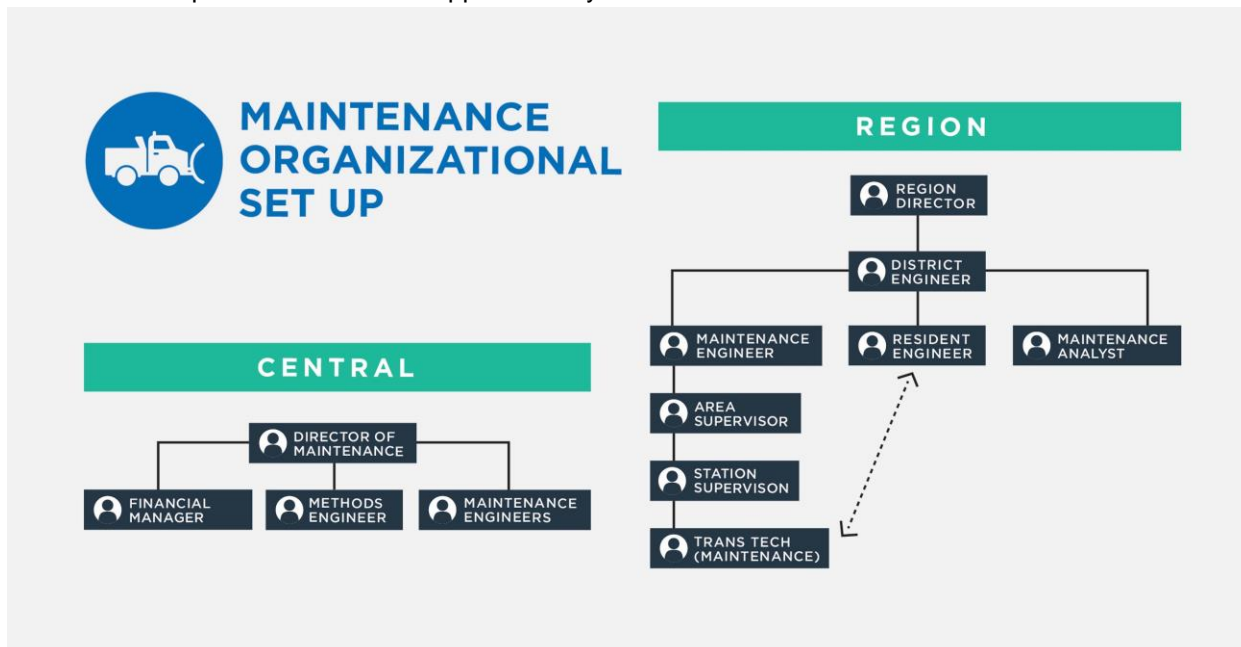 MAINTENANCE
ORGANIZATIONAL
SET UP
CENTRAL
DIRECTOR OF
MAINTENANCE
FINANCIAL
MANAGER
METHODS
ENGINEER
MAINTENANCE
ENGINEERS
REGION
REGION
DIRECTOR
DISTRICT
ENGINEER
MAINTENANCE
ENGINEER
RESIDENT
ENGINEER
MAINTENANCE
ANALYST
AREA
SUPERVISOR
STATION
SUPERVISON
TRANS TECH
(MAINTENANCE)